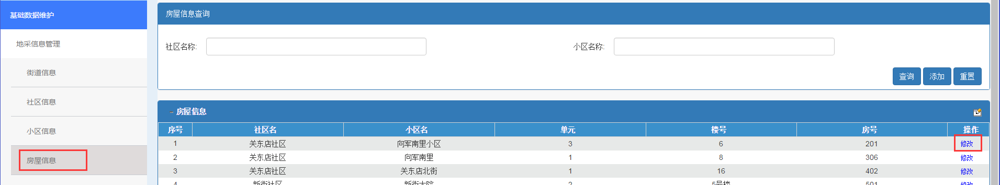 基础数据维护
地采信息管理
街道信息
社区信息
小区信息
房屋信息
房屋信息查询
社区名称: 小区名称:
查询 添加 重置
房屋信息
序号 社区名 小区名 单元 楼号 房号 操作
1 关东店社区 向军南里小区 3 6 201 修改
2 关东店社区 向军南里 1 8 306 修改
3 关东店社区 关东店北街 1 16 402 修改
4 新街社区 新街大院 2 5号楼 501 修改